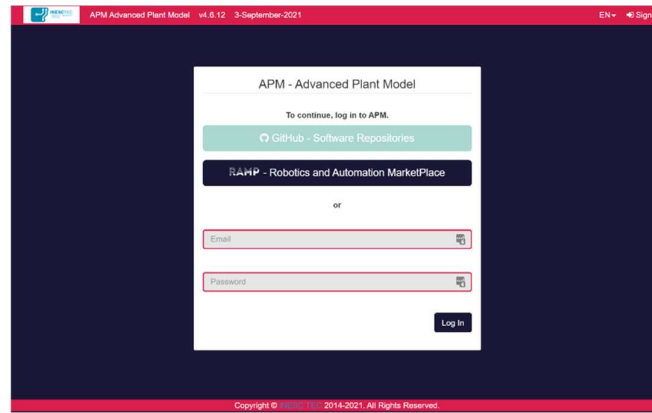 INESCTEC APM Advanced Plant Model v4.6.12 3-September-2021 EN Sign
APM - Advanced Plant Model
To continue, log in to APM.
GitHub - Software Repositories
RAMP - Robotics and Automation MarketPlace
or
Email
Password
Log In
Copyright © INESC TEC 2014-2021. All Rights Reserved.